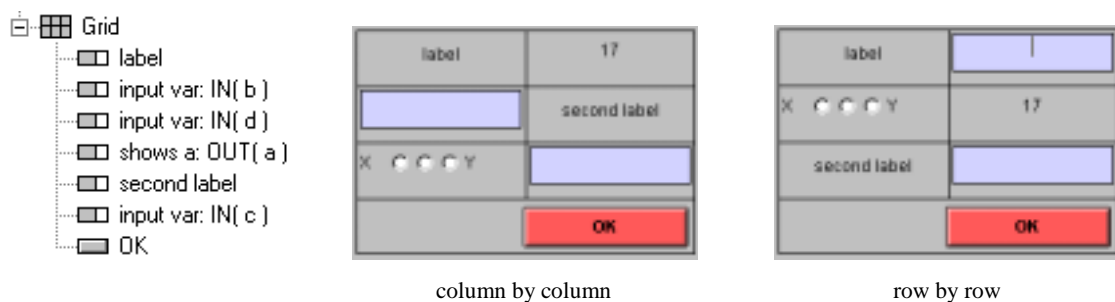 Grid
label
input var: IN( b )
input var: IN( d )
shows a: OUT( a )
second label
input var: IN( c )
OK
label 17
second label
X Y
OK
column by column
label
X Y 17
second label
OK
row by row